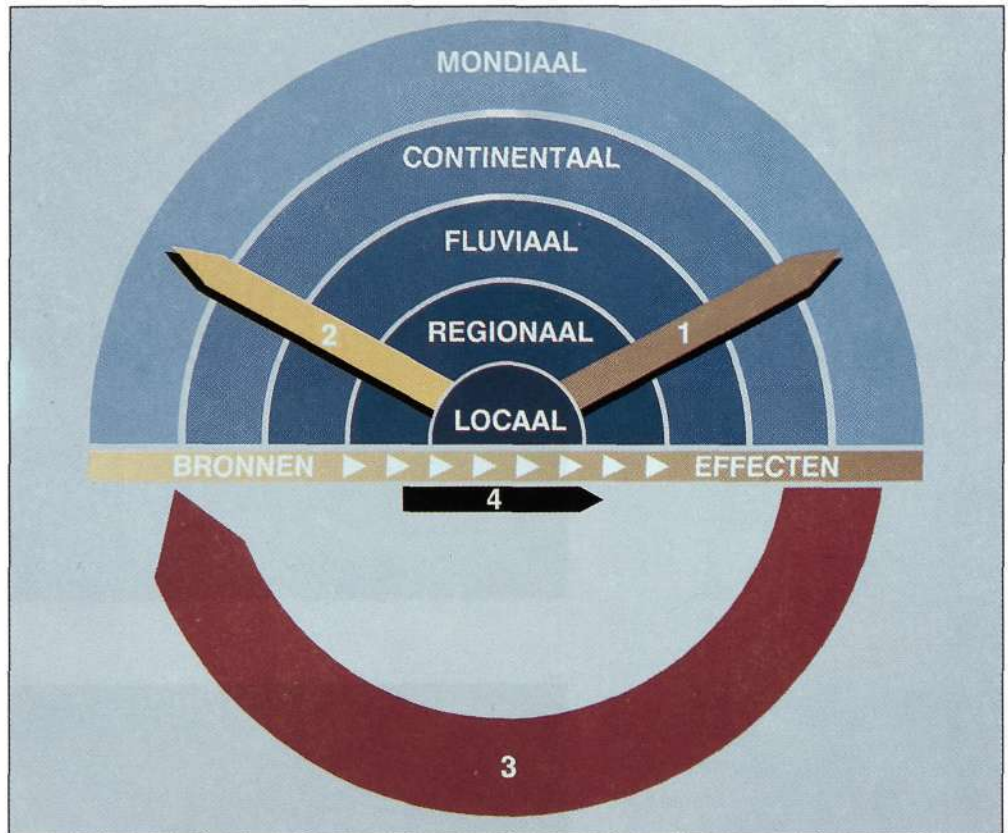 MONDIAAL
CONTINENTAAL
FLUVIAAL
REGIONAAL
2
1
LOCAAL
BRONNEN EFFECTEN
4
3